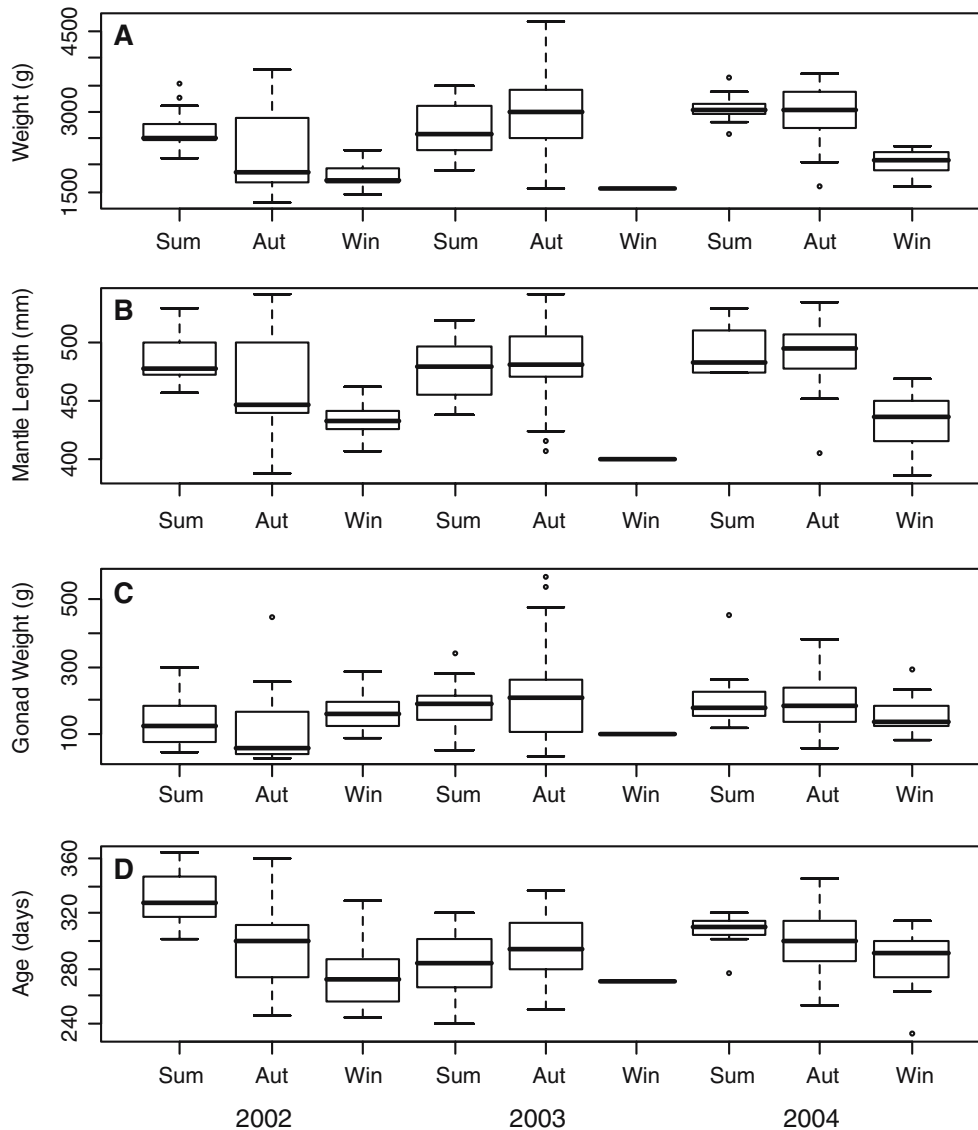 A
Weight (g)
4500
3000
1500
Sum Aut Win Sum Aut Win Sum Aut Win
B
Mantle Length (mm)
500
450
400
Sum Aut Win Sum Aut Win Sum Aut Win
C
Gonad Weight (g)
500
300
100
Sum Aut Win Sum Aut Win Sum Aut Win
D
Age (days)
360
320
280
240
Sum Aut Win Sum Aut Win Sum Aut Win
2002 2003 2004